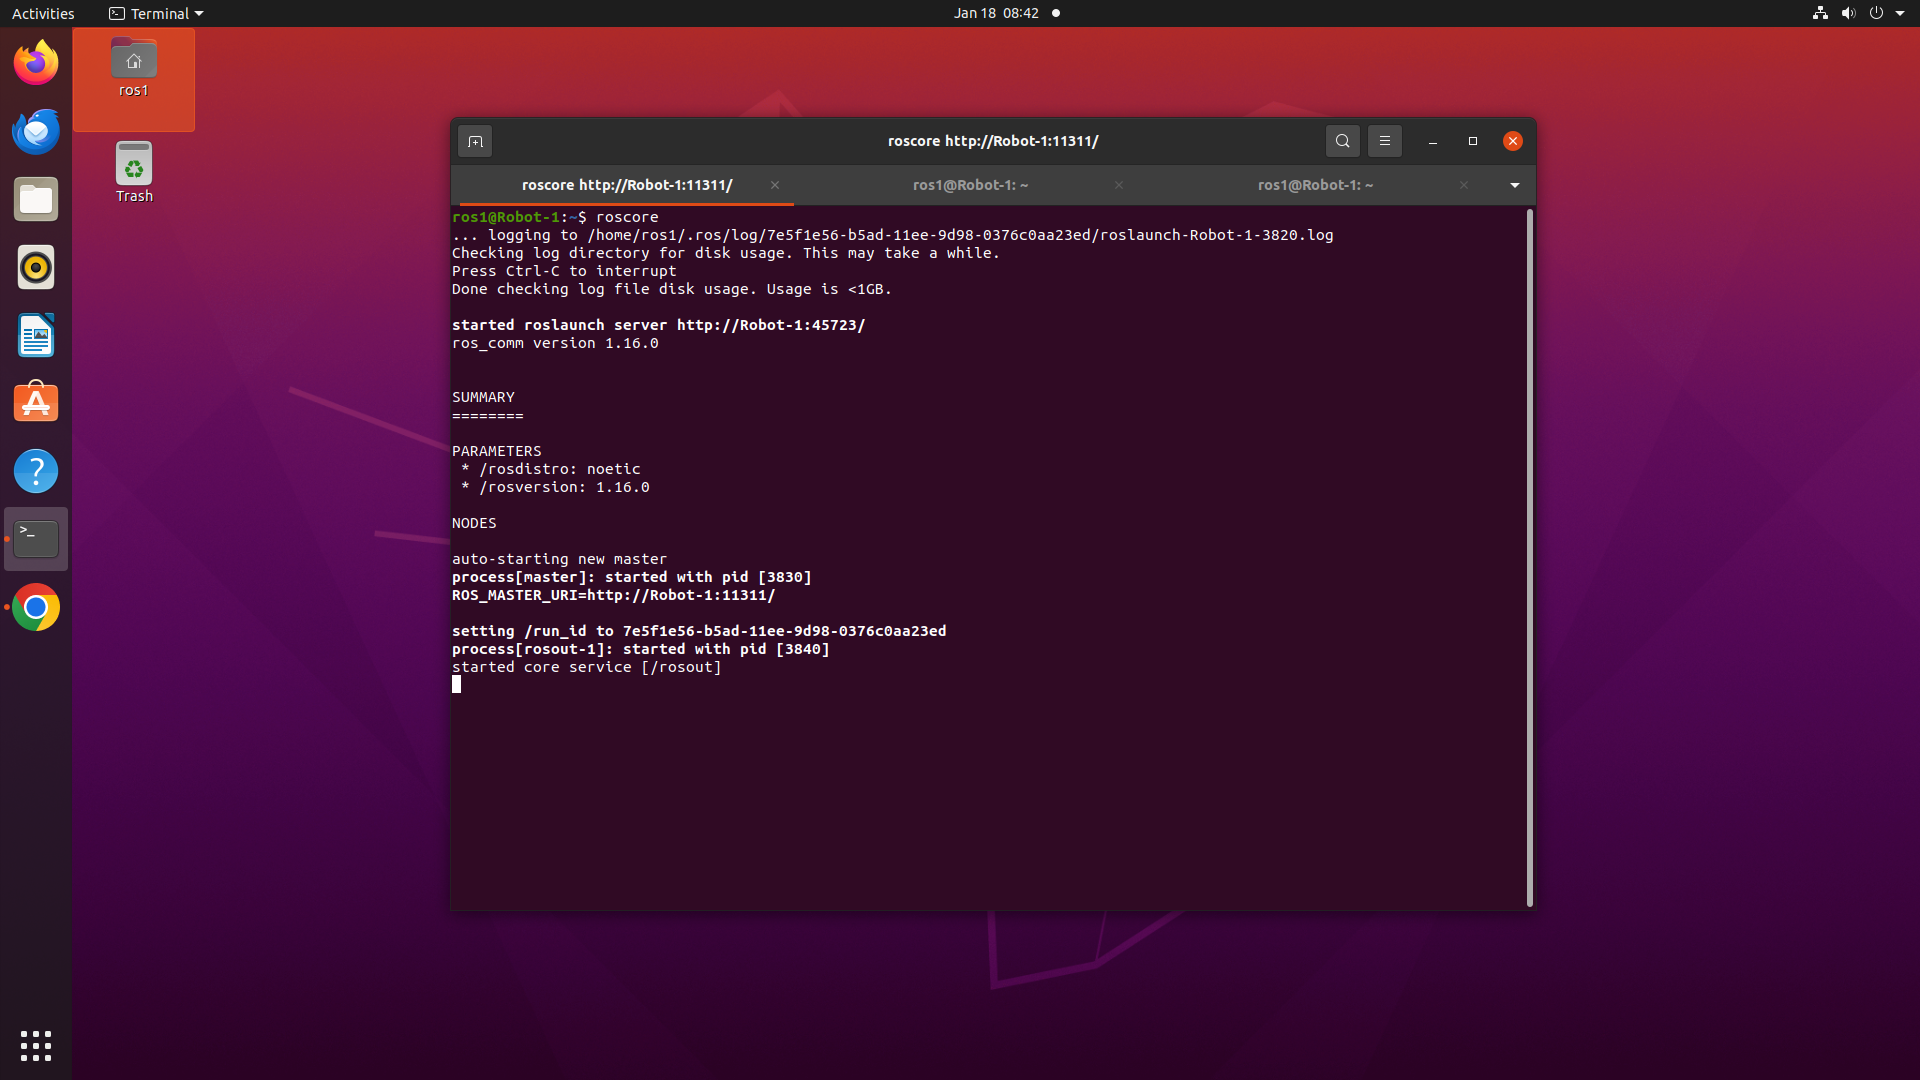 Activities
Terminal
Jan 18 08:42
ros1
Trash
roscore http://Robot-1:11311/
roscore http://Robot-1:11311/
ros1@Robot-1: ~
ros1@Robot-1: ~
ros1@Robot-1:~$ roscore
... logging to /home/ros1/.ros/log/7e5f1e56-b5ad-11ee-9d98-0376c0aa23ed/roslaunch-Robot-1-3820.log
Checking log directory for disk usage. This may take a while.
Press Ctrl-C to interrupt
Done checking log file disk usage. Usage is <1GB.
started roslaunch server http://Robot-1:45723/
ros_comm version 1.16.0
SUMMARY
========
PARAMETERS
* /rosdistro: noetic
* /rosversion: 1.16.0
NODES
auto-starting new master
process[master]: started with pid [3830]
ROS_MASTER_URI=http://Robot-1:11311/
setting /run_id to 7e5f1e56-b5ad-11ee-9d98-0376c0aa23ed
process[rosout-1]: started with pid [3840]
started core service [/rosout]